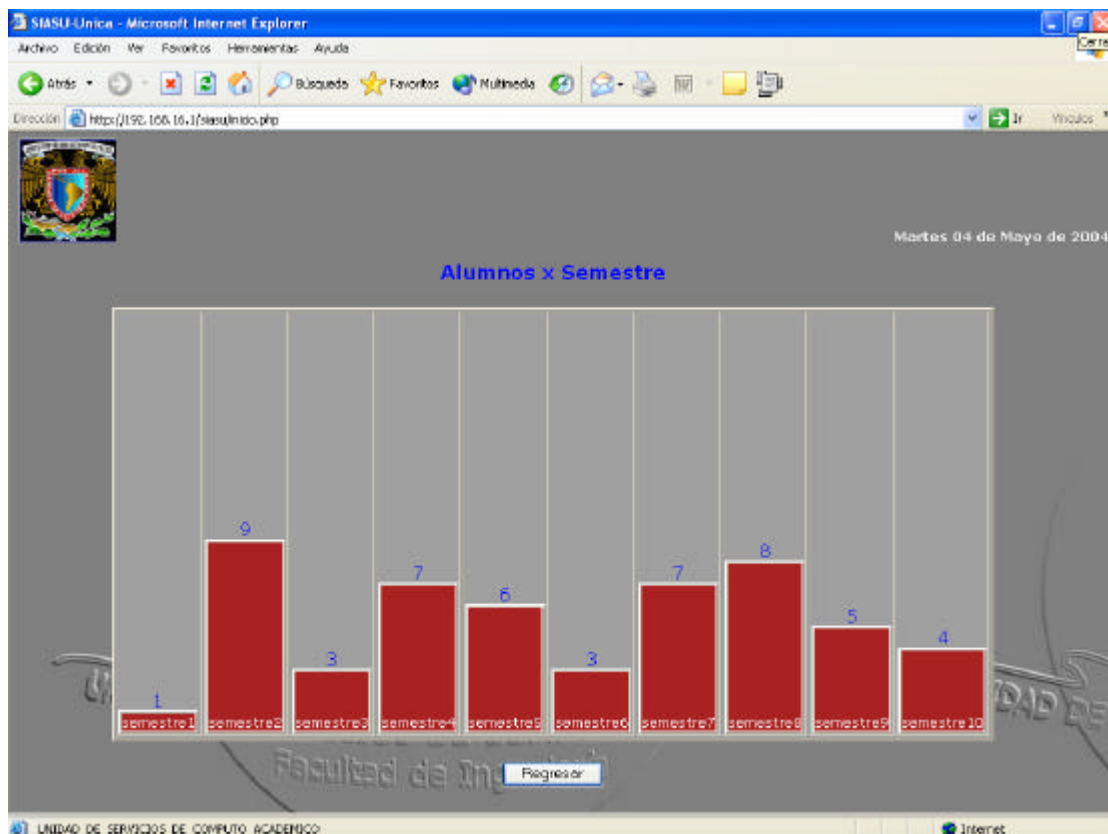 SIASU-Unica - Microsoft Internet Explorer
Cerra
Archivo Edición Ver Favoritos Herramientas Ayuda
Atrás Búsqueda Favoritos Multimedia
Dirección http://192.168.16.1/siasu/inicio.php Ir Vínculos
Martes 04 de Mayo de 2004
Alumnos x Semestre
1 9 3 7 6 3 7 8 5 4
semestre1 semestre2 semestre3 semestre4 semestre5 semestre6 semestre7 semestre8 semestre9 semestre10
DAD DE
Facultad de Ing
Regresar
UNIDAD DE SERVICIOS DE COMPUTO ACADEMICO Internet